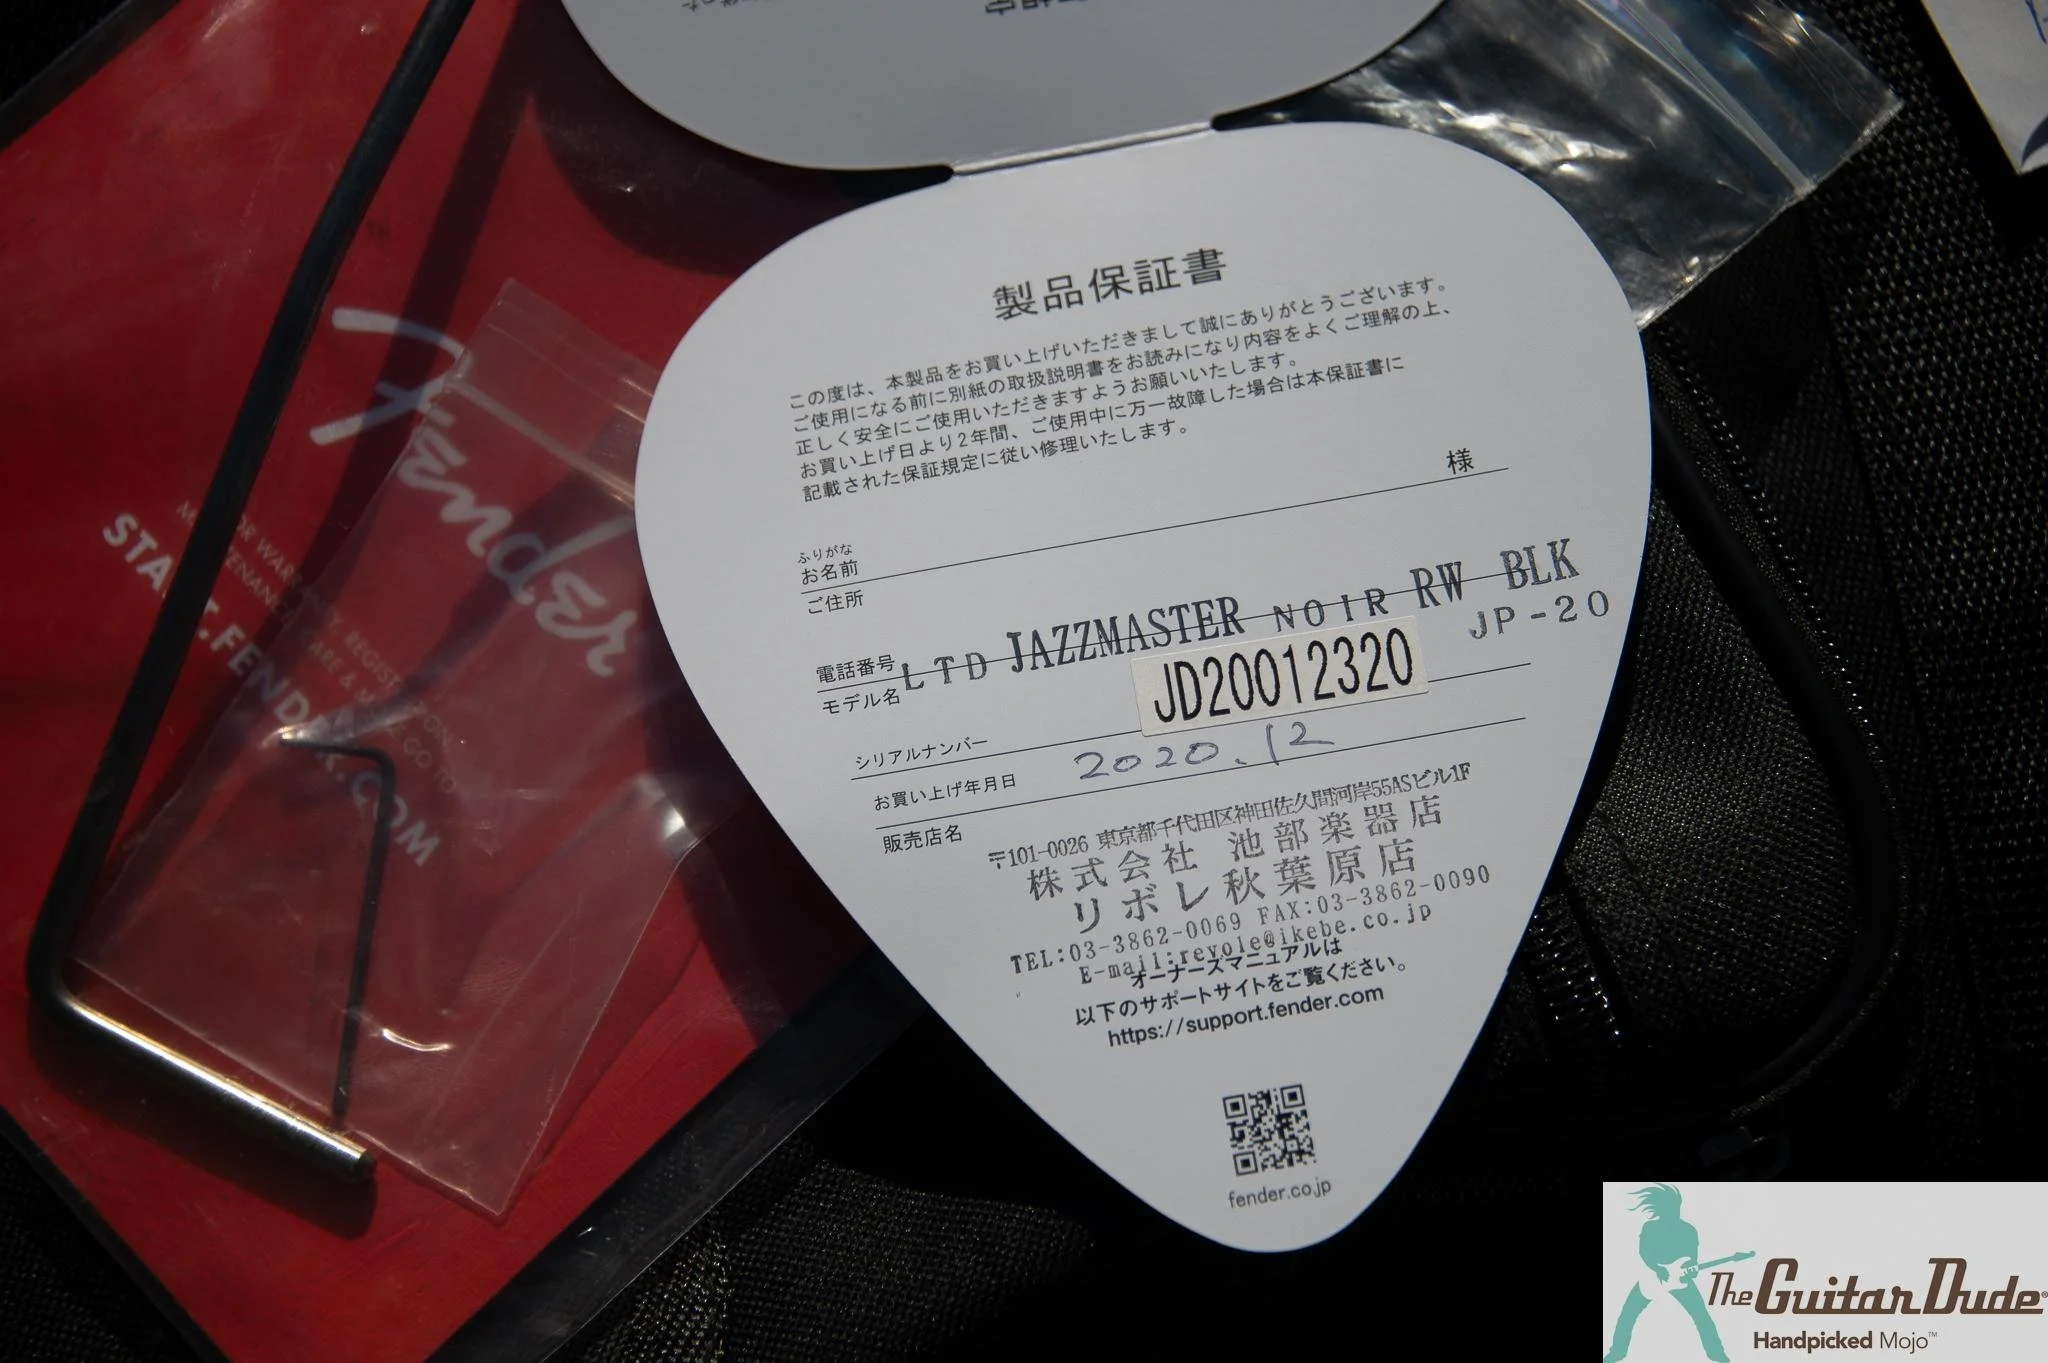 製品保証書
この度は、本製品をお買い上げいただきまして誠にありがとうございます。
ご使用になる前に別紙の取扱説明書をお読みになり内容をよくご理解の上、
正しく安全にご使用いただきますようお願いいたします。
お買い上げ日より2年間、ご使用中に万一故障した場合は本保証書に
記載された保証規定に従い修理いたします。
様
ふりがな
お名前
ご住所
電話番号
LTD JAZZMASTER NOIR RW BLK
JP-20
モデル名
JD20012320
シリアルナンバー
お買い上げ年月日 2020.12
販売店名
〒101-0026 東京都千代田区神田佐久間河岸55ASビル1F
株式会社 池部楽器店
リボレ秋葉原店
TEL:03-3862-0069 FAX:03-3862-0090
E-mail:revole@ikebe.co.jp
オーナーズマニュアルは
以下のサポートサイトをご覧ください。
https://support.fender.com
fender.co.jp
Fender
START.FENDER.COM
The Guitar Dude®
Handpicked Mojo™